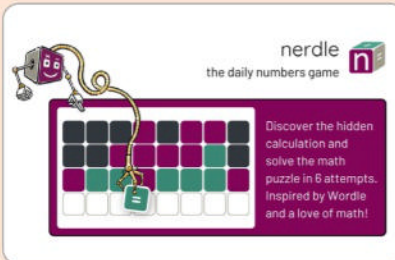 nerdle
n
the daily numbers game
Discover the hidden
calculation and
solve the math
puzzle in 6 attempts.
Inspired by Wordle
and a love of math!
=